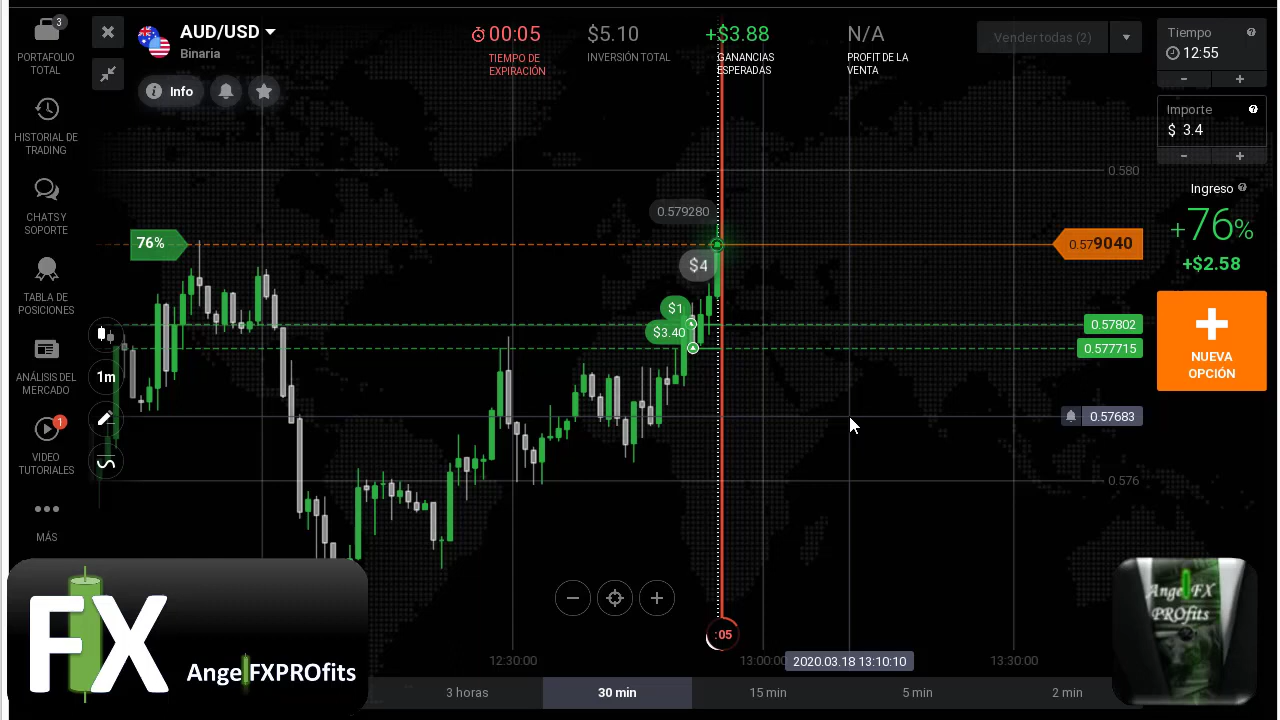 3
PORTAFOLIO
TOTAL
HISTORIAL DE
TRADING
CHATS Y
SOPORTE
TABLA DE
POSICIONES
ANÁLISIS DEL
MERCADO
1
VIDEO
TUTORIALES
MÁS
AUD/USD
Binaria
Info
00:05
TIEMPO DE
EXPIRACIÓN
$5.10
INVERSIÓN TOTAL
+$3.88
GANANCIAS
ESPERADAS
N/A
PROFIT DE LA
VENTA
Vender todas (2)
Tiempo
12:55
Importe
$ 3.4
Ingreso
+76%
+$2.58
NUEVA
OPCIÓN
0.580
0.579280
76%
0.579040
$4
$1
0.57802
$3.40
0.577715
1m
0.57683
0.576
:05
12:30:00
13:00:00
2020.03.18 13:10:10
13:30:00
3 horas
30 min
15 min
5 min
2 min
FX
AngelFXPROfits
Angel FX
PROfits